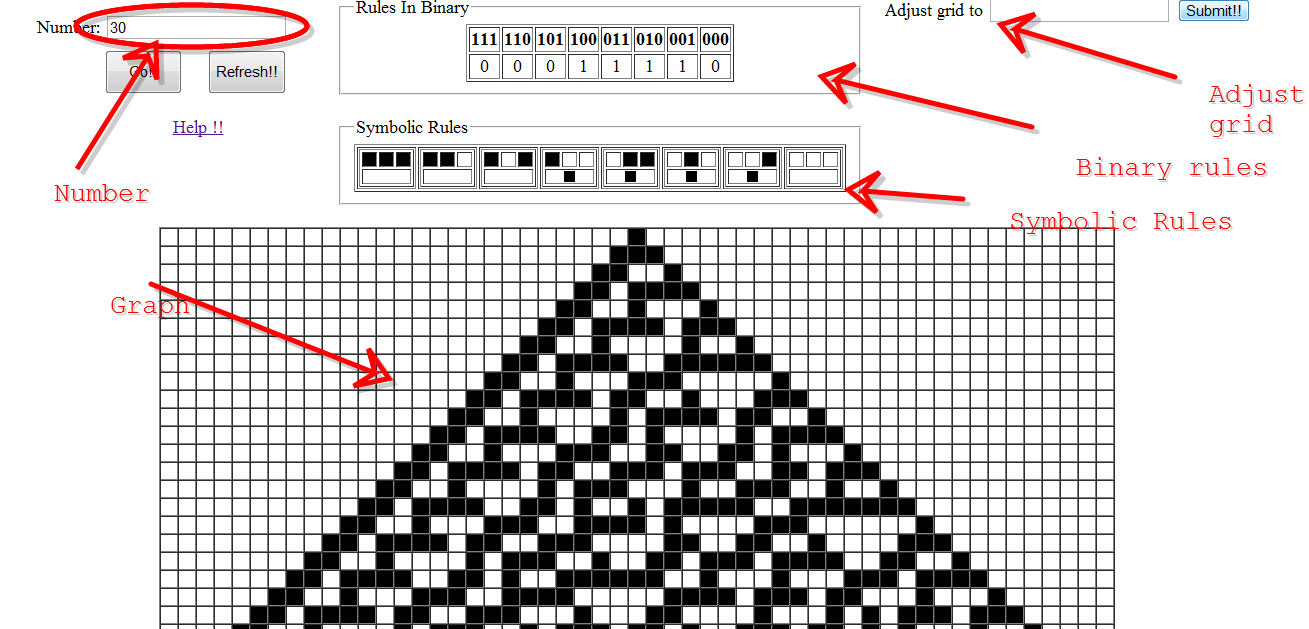 Rules In Binary
Adjust grid to
Submit!!
Number: 30
111 110 101 100 011 010 001 000
0 0 0 1 1 1 1 0
Go!!
Refresh!!
Adjust
grid
Help !!
Symbolic Rules
Binary rules
Number
Symbolic Rules
Graph